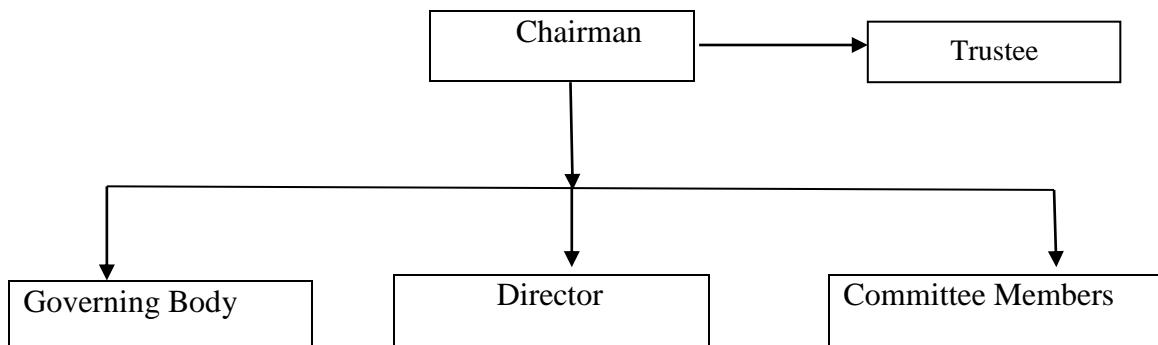 Chairman
Trustee
Governing Body
Director
Committee Members